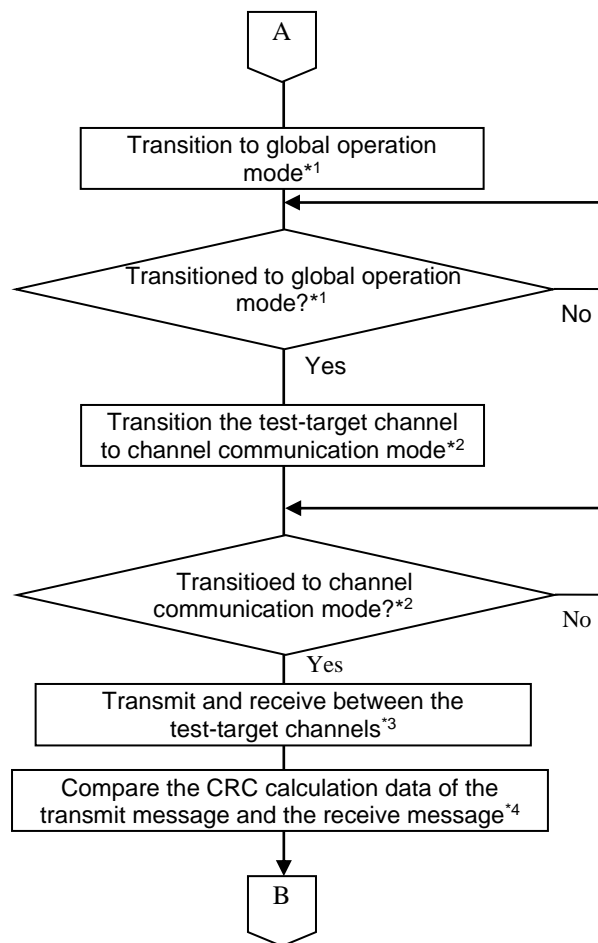 A
Transition to global operation
mode*1
Transitioned to global operation
mode?*1
No
Yes
Transition the test-target channel
to channel communication mode*2
Transitioed to channel
communication mode?*2
No
Yes
Transmit and receive between the
test-target channels*3
Compare the CRC calculation data of the
transmit message and the receive message*4
B